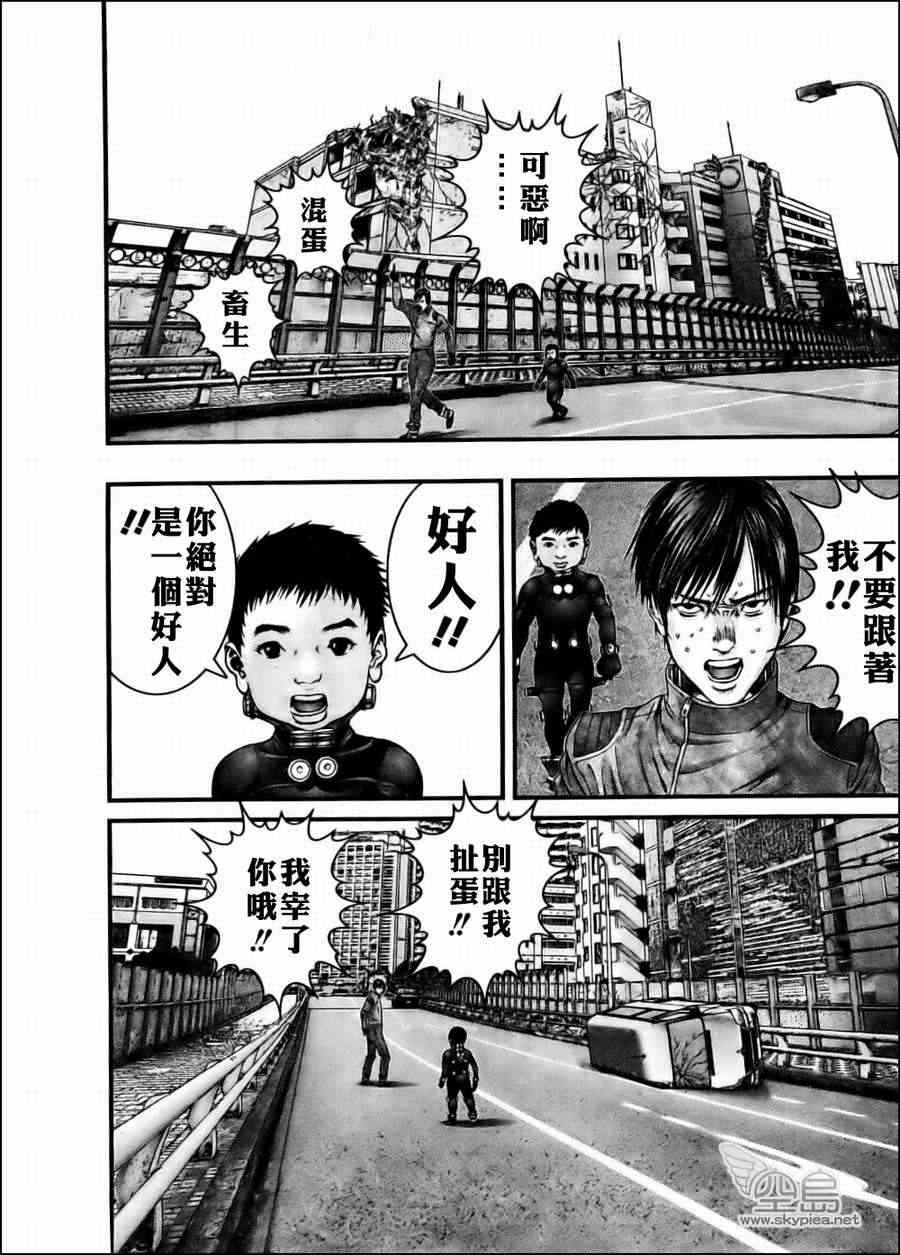 可惡啊
……
混蛋
畜生
不要跟著
我!!
好人!!
你絕對
是一個好人
!!
別跟我
扯蛋!!
我宰了
你哦!!
空島
www.skypiea.net